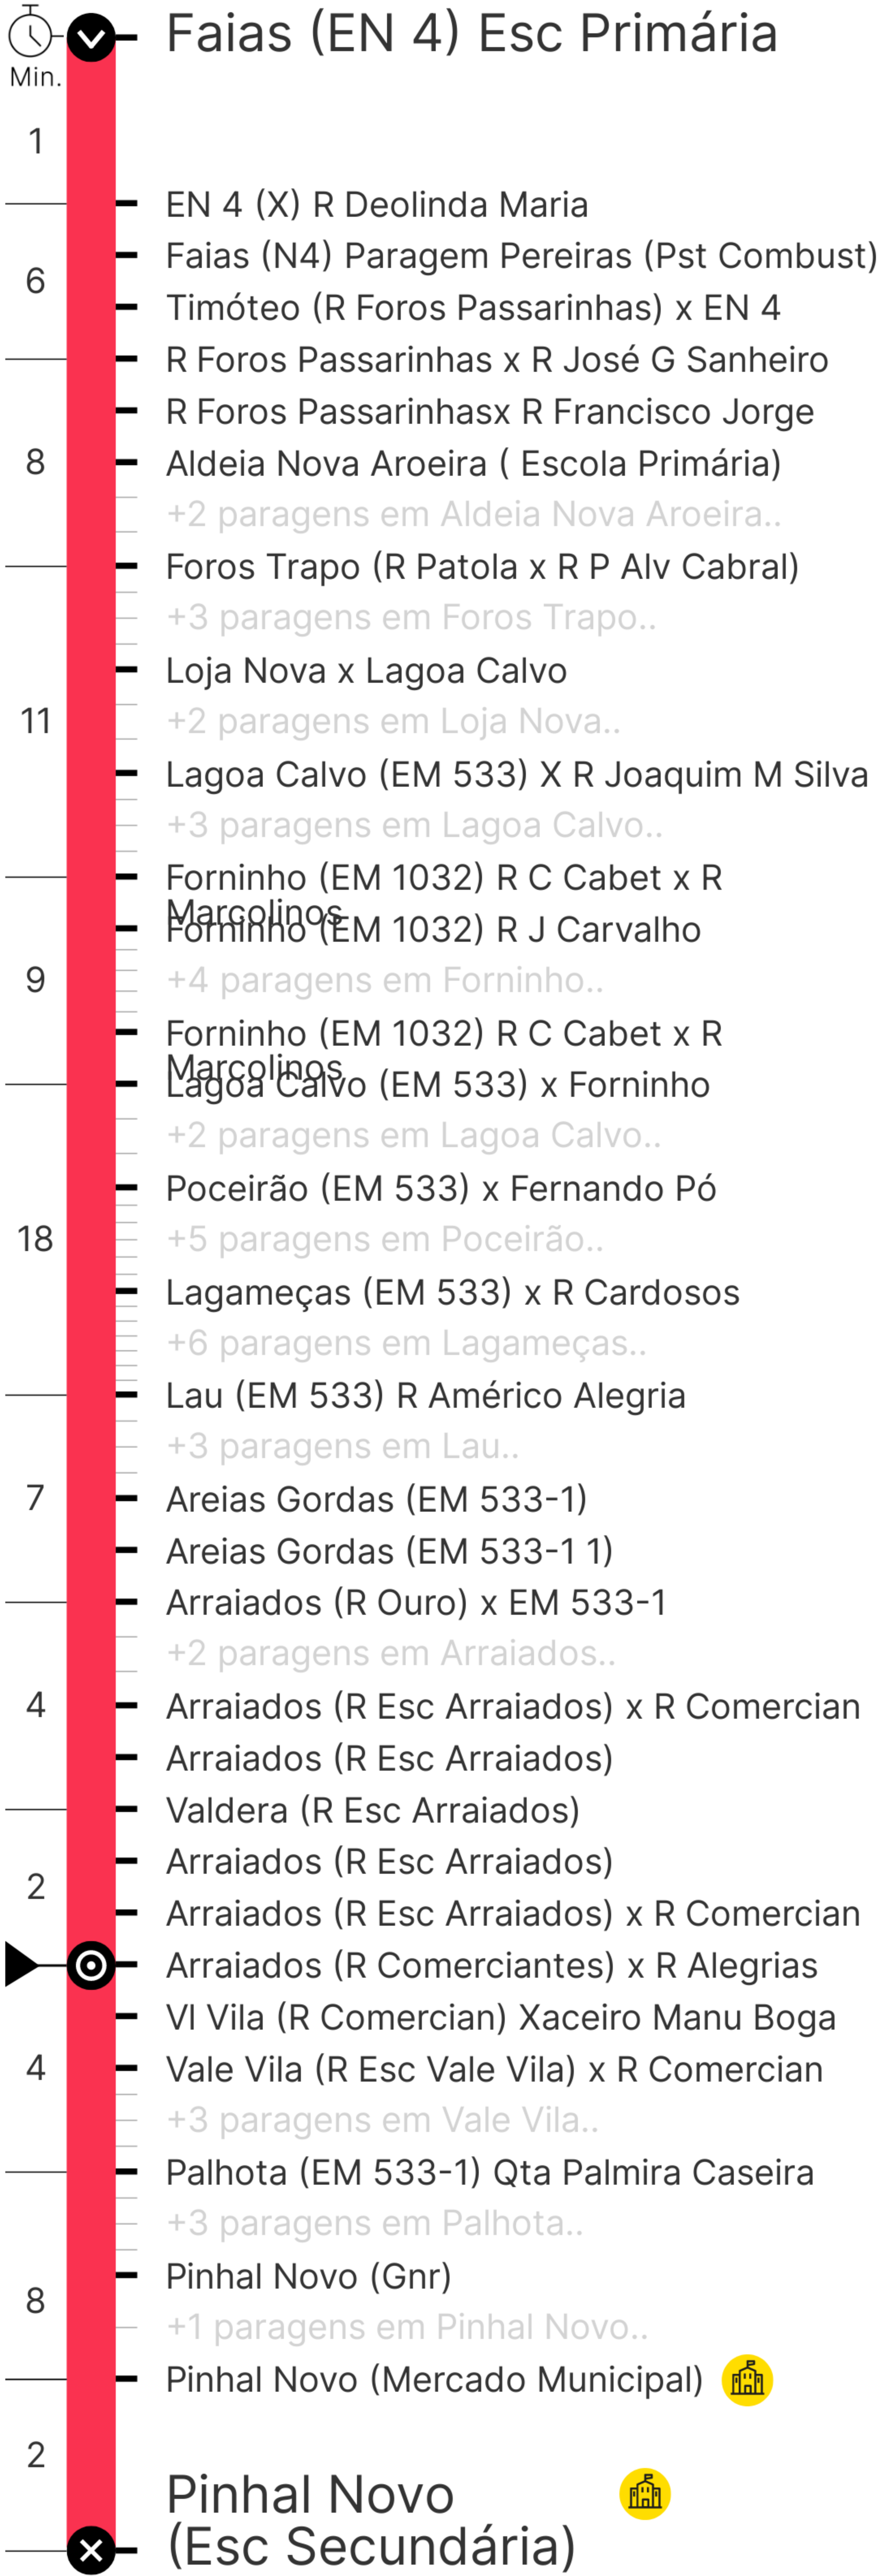 Faias (EN 4) Esc Primária
Min.
1
EN 4 (X) R Deolinda Maria
Faias (N4) Paragem Pereiras (Pst Combust)
6
Timóteo (R Foros Passarinhas) x EN 4
R Foros Passarinhas x R José G Sanheiro
R Foros Passarinhasx R Francisco Jorge
8
Aldeia Nova Aroeira ( Escola Primária)
+2 paragens em Aldeia Nova Aroeira..
Foros Trapo (R Patola x R P Alv Cabral)
+3 paragens em Foros Trapo..
Loja Nova x Lagoa Calvo
11
+2 paragens em Loja Nova..
Lagoa Calvo (EM 533) X R Joaquim M Silva
+3 paragens em Lagoa Calvo..
Forninho (EM 1032) R C Cabet x R
Marcolinos
Forninho (EM 1032) R J Carvalho
9
+4 paragens em Forninho..
Forninho (EM 1032) R C Cabet x R
Marcolinos
Lagoa Calvo (EM 533) x Forninho
+2 paragens em Lagoa Calvo..
Poceirão (EM 533) x Fernando Pó
18
+5 paragens em Poceirão..
Lagameças (EM 533) x R Cardosos
+6 paragens em Lagameças..
Lau (EM 533) R Américo Alegria
+3 paragens em Lau..
7
Areias Gordas (EM 533-1)
Areias Gordas (EM 533-1 1)
Arraiados (R Ouro) x EM 533-1
+2 paragens em Arraiados..
4
Arraiados (R Esc Arraiados) x R Comercian
Arraiados (R Esc Arraiados)
Valdera (R Esc Arraiados)
Arraiados (R Esc Arraiados)
2
Arraiados (R Esc Arraiados) x R Comercian
Arraiados (R Comerciantes) x R Alegrias
Vl Vila (R Comercian) Xaceiro Manu Boga
4
Vale Vila (R Esc Vale Vila) x R Comercian
+3 paragens em Vale Vila..
Palhota (EM 533-1) Qta Palmira Caseira
+3 paragens em Palhota..
Pinhal Novo (Gnr)
8
+1 paragens em Pinhal Novo..
Pinhal Novo (Mercado Municipal)
2
Pinhal Novo
(Esc Secundária)